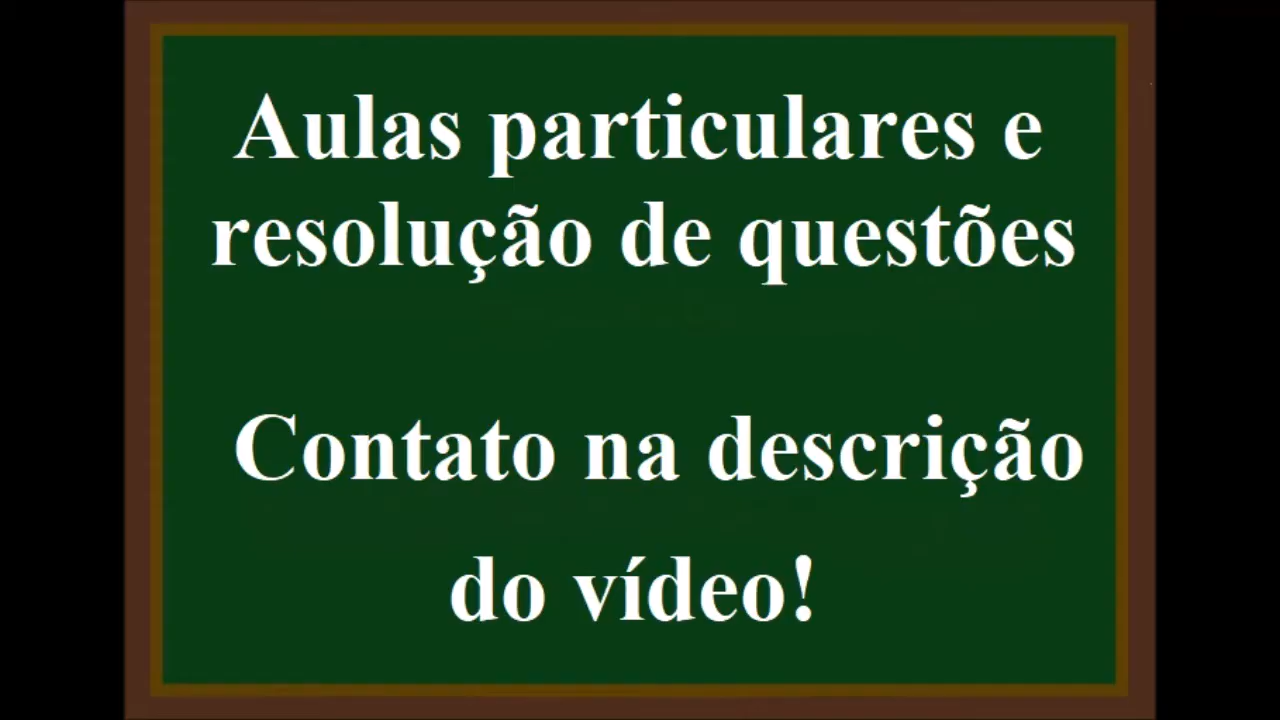 Aulas particulares e
resolução de questões
Contato na descrição
do vídeo!